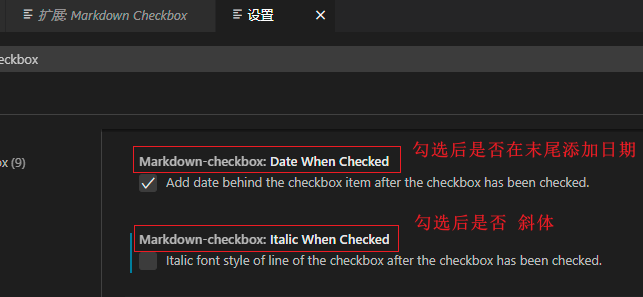 扩展: Markdown Checkbox
设置
eckbox
ox (9)
Markdown-checkbox: Date When Checked
勾选后是否在末尾添加日期
Add date behind the checkbox item after the checkbox has been checked.
勾选后是否 斜体
Markdown-checkbox: Italic When Checked
Italic font style of line of the checkbox after the checkbox has been checked.